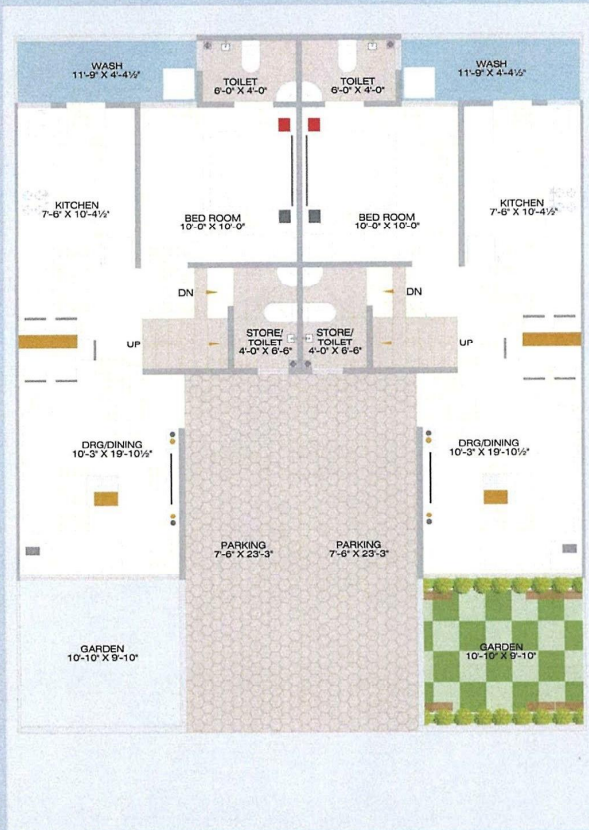 WASH
11'-9" X 4'-4½"
TOILET
6'-0" X 4'-0"
TOILET
6'-0" X 4'-0"
WASH
11'-9" X 4'-4½"
KITCHEN
7'-6" X 10'-4½"
BED ROOM
10'-0" X 10'-0"
BED ROOM
10'-0" X 10'-0"
KITCHEN
7'-6" X 10'-4½"
DN
DN
UP
STORE/
TOILET
4'-0" X 6'-6"
STORE/
TOILET
4'-0" X 6'-6"
UP
DRG/DINING
10'-3" X 19'-10½"
DRG/DINING
10'-3" X 19'-10½"
PARKING
7'-6" X 23'-3"
PARKING
7'-6" X 23'-3"
GARDEN
10'-10" X 9'-10"
GARDEN
10'-10" X 9'-10"